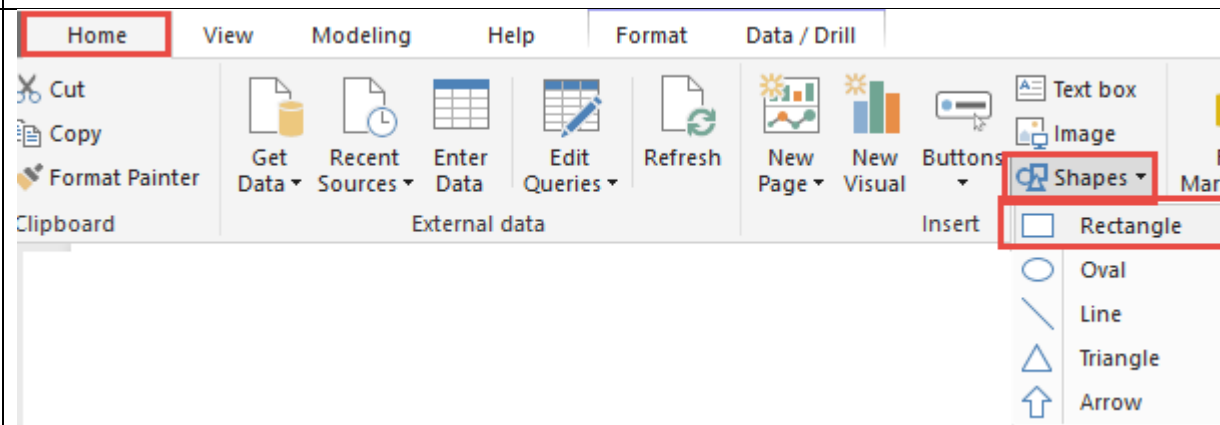 Home View Modeling Help Format Data / Drill
Cut
Copy
Format Painter
Clipboard
Get Data
Recent Sources
Enter Data
Edit Queries
Refresh
External data
New Page
New Visual
Buttons
Text box
Image
Shapes
Insert
Rectangle
Oval
Line
Triangle
Arrow